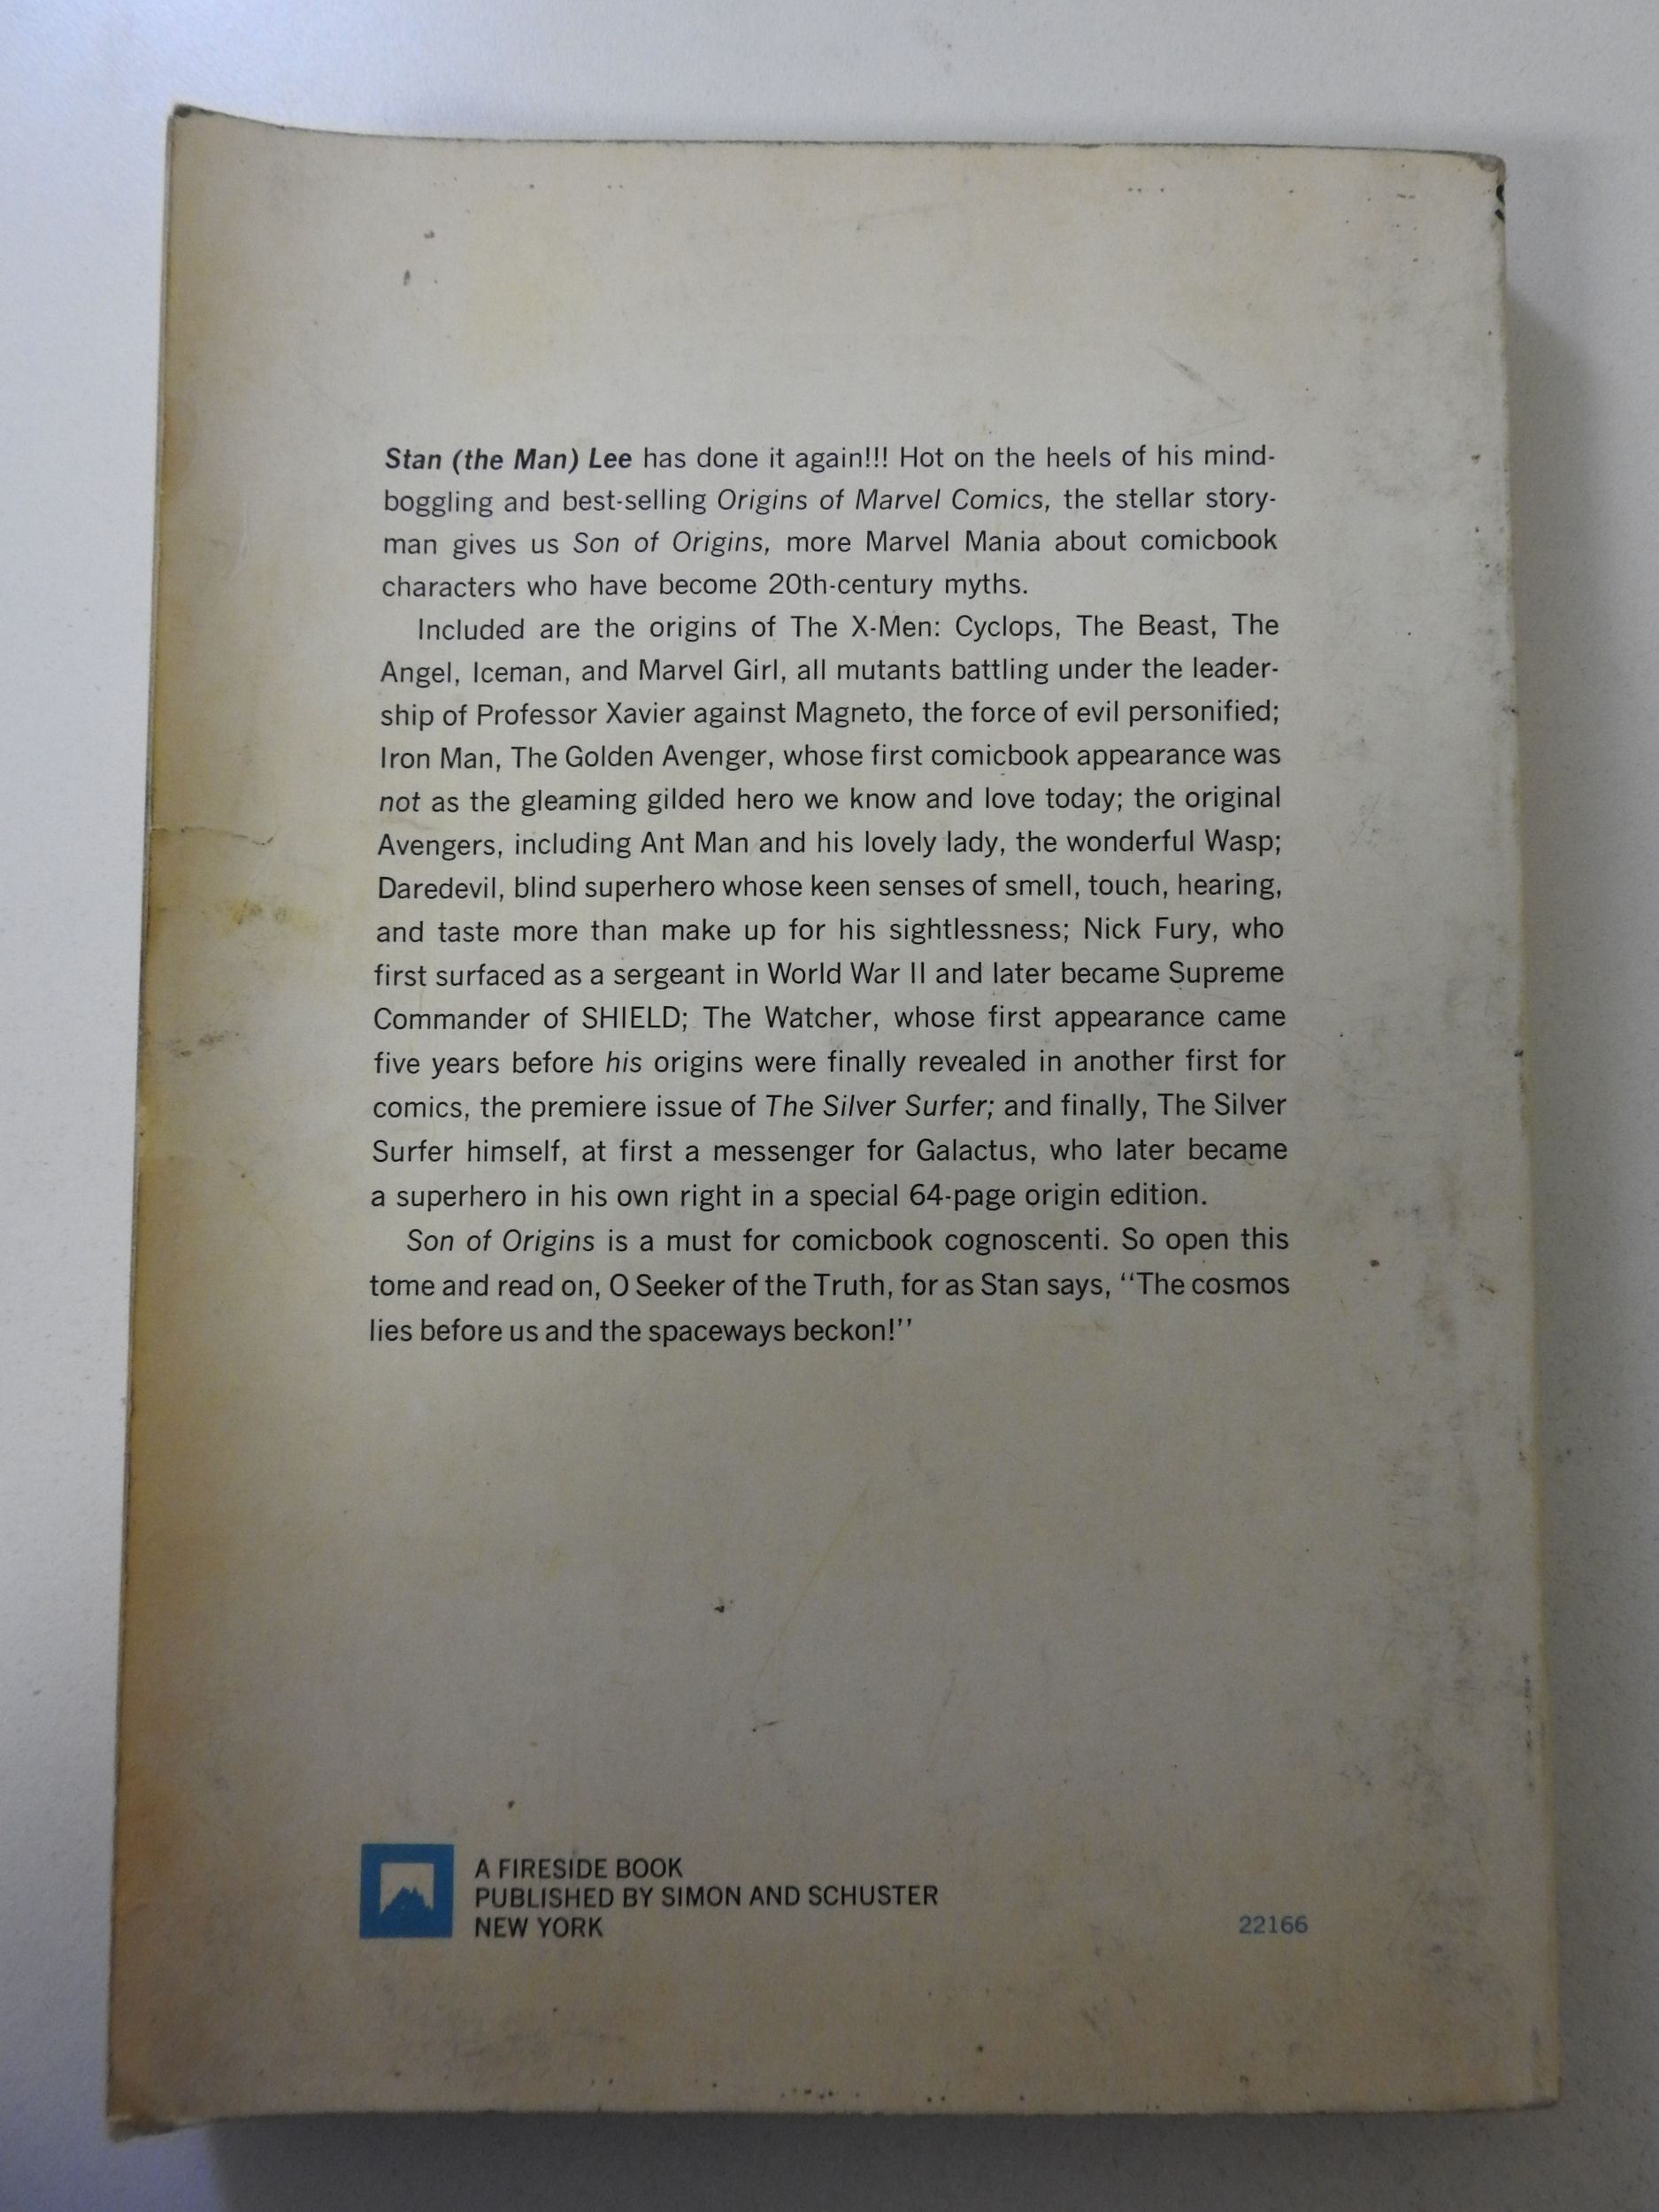 Stan (the Man) Lee has done it again!!! Hot on the heels of his mind-
boggling and best-selling Origins of Marvel Comics, the stellar story-
man gives us Son of Origins, more Marvel Mania about comicbook
characters who have become 20th-century myths.
Included are the origins of The X-Men: Cyclops, The Beast, The
Angel, Iceman, and Marvel Girl, all mutants battling under the leader-
ship of Professor Xavier against Magneto, the force of evil personified;
Iron Man, The Golden Avenger, whose first comicbook appearance was
not as the gleaming gilded hero we know and love today; the original
Avengers, including Ant Man and his lovely lady, the wonderful Wasp;
Daredevil, blind superhero whose keen senses of smell, touch, hearing,
and taste more than make up for his sightlessness; Nick Fury, who
first surfaced as a sergeant in World War II and later became Supreme
Commander of SHIELD; The Watcher, whose first appearance came
five years before his origins were finally revealed in another first for
comics, the premiere issue of The Silver Surfer; and finally, The Silver
Surfer himself, at first a messenger for Galactus, who later became
a superhero in his own right in a special 64-page origin edition.
Son of Origins is a must for comicbook cognoscenti. So open this
tome and read on, O Seeker of the Truth, for as Stan says, ''The cosmos
lies before us and the spaceways beckon!''
A FIRESIDE BOOK
PUBLISHED BY SIMON AND SCHUSTER
NEW YORK
22166